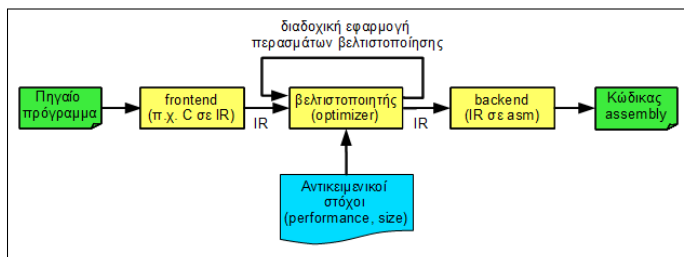 διαδοχική εφαρμογή
περασμάτων βελτιστοποίησης
Πηγαίο
πρόγραμμα
frontend
(π.χ. C σε IR)
IR
βελτιστοποιητής
(optimizer)
IR
backend
(IR σε asm)
Κώδικας
assembly
Αντικειμενικοί
στόχοι
(performance, size)